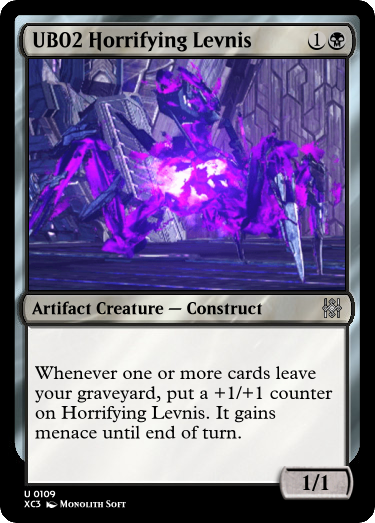 UB02 Horrifying Levnis 1
Artifact Creature — Construct
Whenever one or more cards leave
your graveyard, put a +1/+1 counter
on Horrifying Levnis. It gains
menace until end of turn.
1/1
U 0109
XC3 Monolith Soft